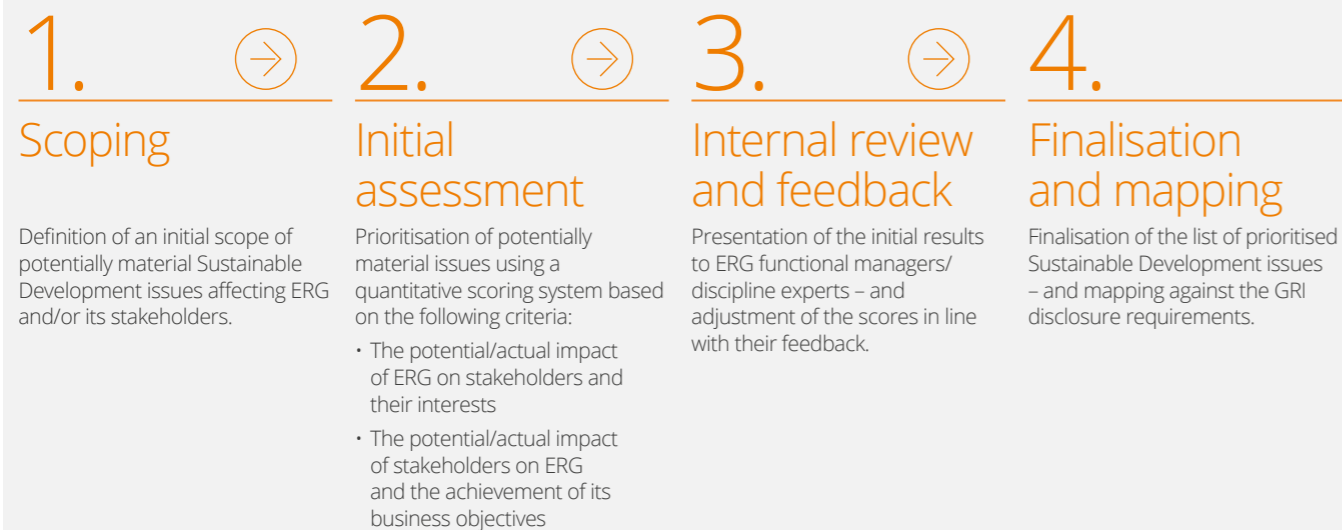 1.
Scoping
Definition of an initial scope of
potentially material Sustainable
Development issues affecting ERG
and/or its stakeholders.
2.
Initial
assessment
Prioritisation of potentially
material issues using a
quantitative scoring system based
on the following criteria:
• The potential/actual impact
of ERG on stakeholders and
their interests
• The potential/actual impact
of stakeholders on ERG
and the achievement of its
business objectives
3.
Internal review
and feedback
Presentation of the initial results
to ERG functional managers/
discipline experts – and
adjustment of the scores in line
with their feedback.
4.
Finalisation
and mapping
Finalisation of the list of prioritised
Sustainable Development issues
– and mapping against the GRI
disclosure requirements.